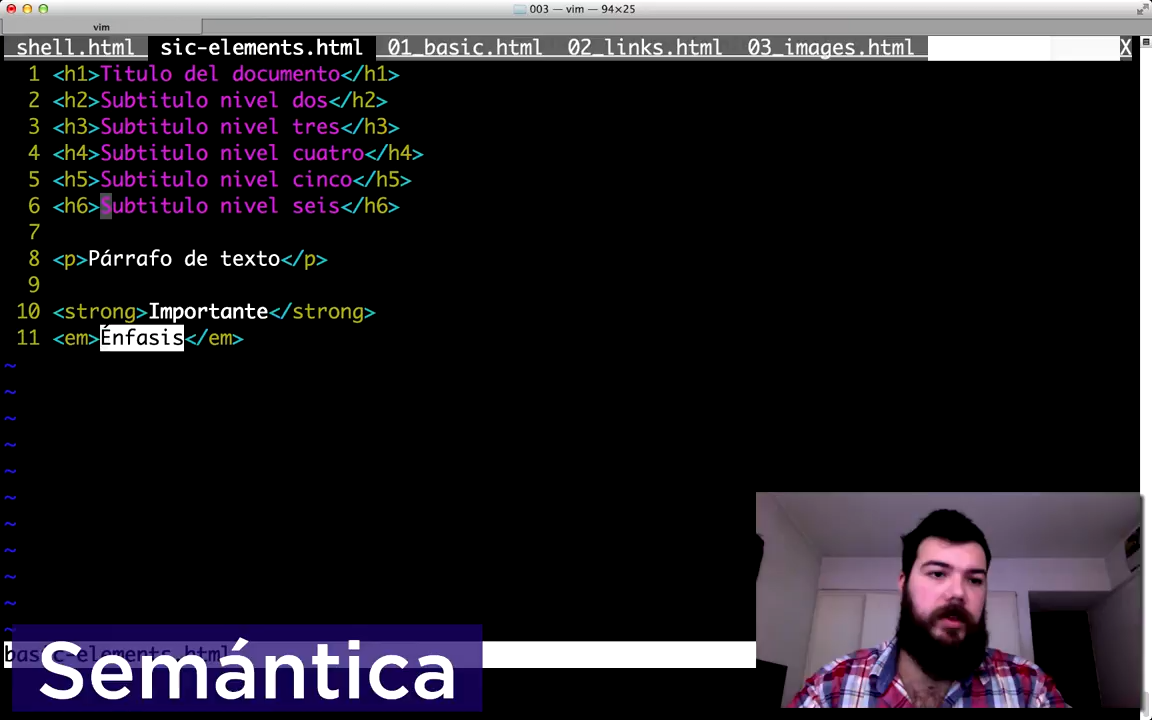 003 — vim — 94×25
vim
shell.html sic-elements.html 01_basic.html 02_links.html 03_images.html X
1 <h1>Titulo del documento</h1>
2 <h2>Subtitulo nivel dos</h2>
3 <h3>Subtitulo nivel tres</h3>
4 <h4>Subtitulo nivel cuatro</h4>
5 <h5>Subtitulo nivel cinco</h5>
6 <h6>Subtitulo nivel seis</h6>
7
8 <p>Párrafo de texto</p>
9
10 <strong>Importante</strong>
11 <em>Énfasis</em>
~
~
~
~
~
~
~
~
~
~
~
basic-elements.html
Semántica